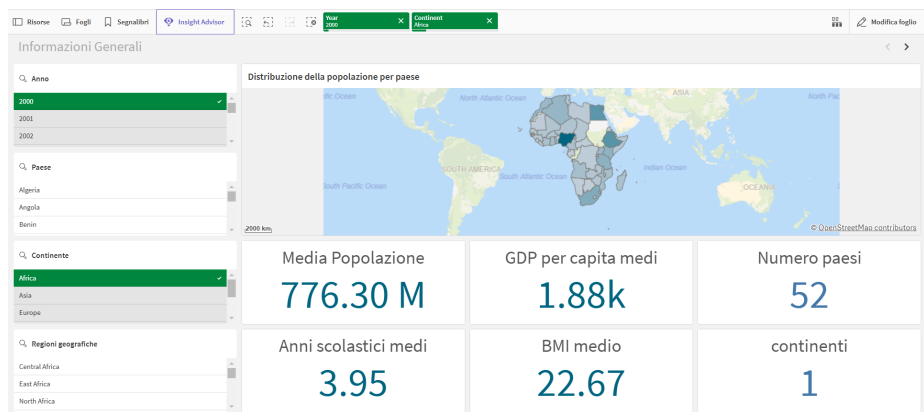 Risorse
Fogli
Segnalibri
Insight Advisor
Year
2000
Continent
Africa
Modifica foglio
Informazioni Generali
Anno
2000
2001
2002
Paese
Algeria
Angola
Benin
Continente
Africa
Asia
Europe
Regioni geografiche
Central Africa
East Africa
North Africa
Distribuzione della popolazione per paese
ific Ocean
North Atlantic Ocean
ASIA
North Pac
SOUTH AMERICA
South Atlantic Ocean
Indian Ocean
South Pacific Ocean
OCEANIA
2000 km
© OpenStreetMap contributors
Media Popolazione
776.30 M
GDP per capita medi
1.88k
Numero paesi
52
Anni scolastici medi
3.95
BMI medio
22.67
continenti
1